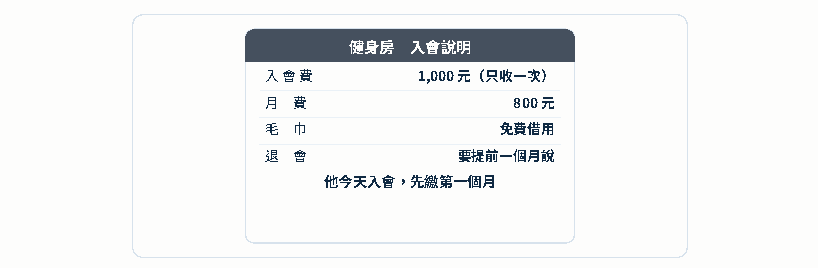 健身房　入會說明
入會費 1,000 元（只收一次）
月　費 800 元
毛　巾 免費借用
退　會 要提前一個月說
他今天入會，先繳第一個月